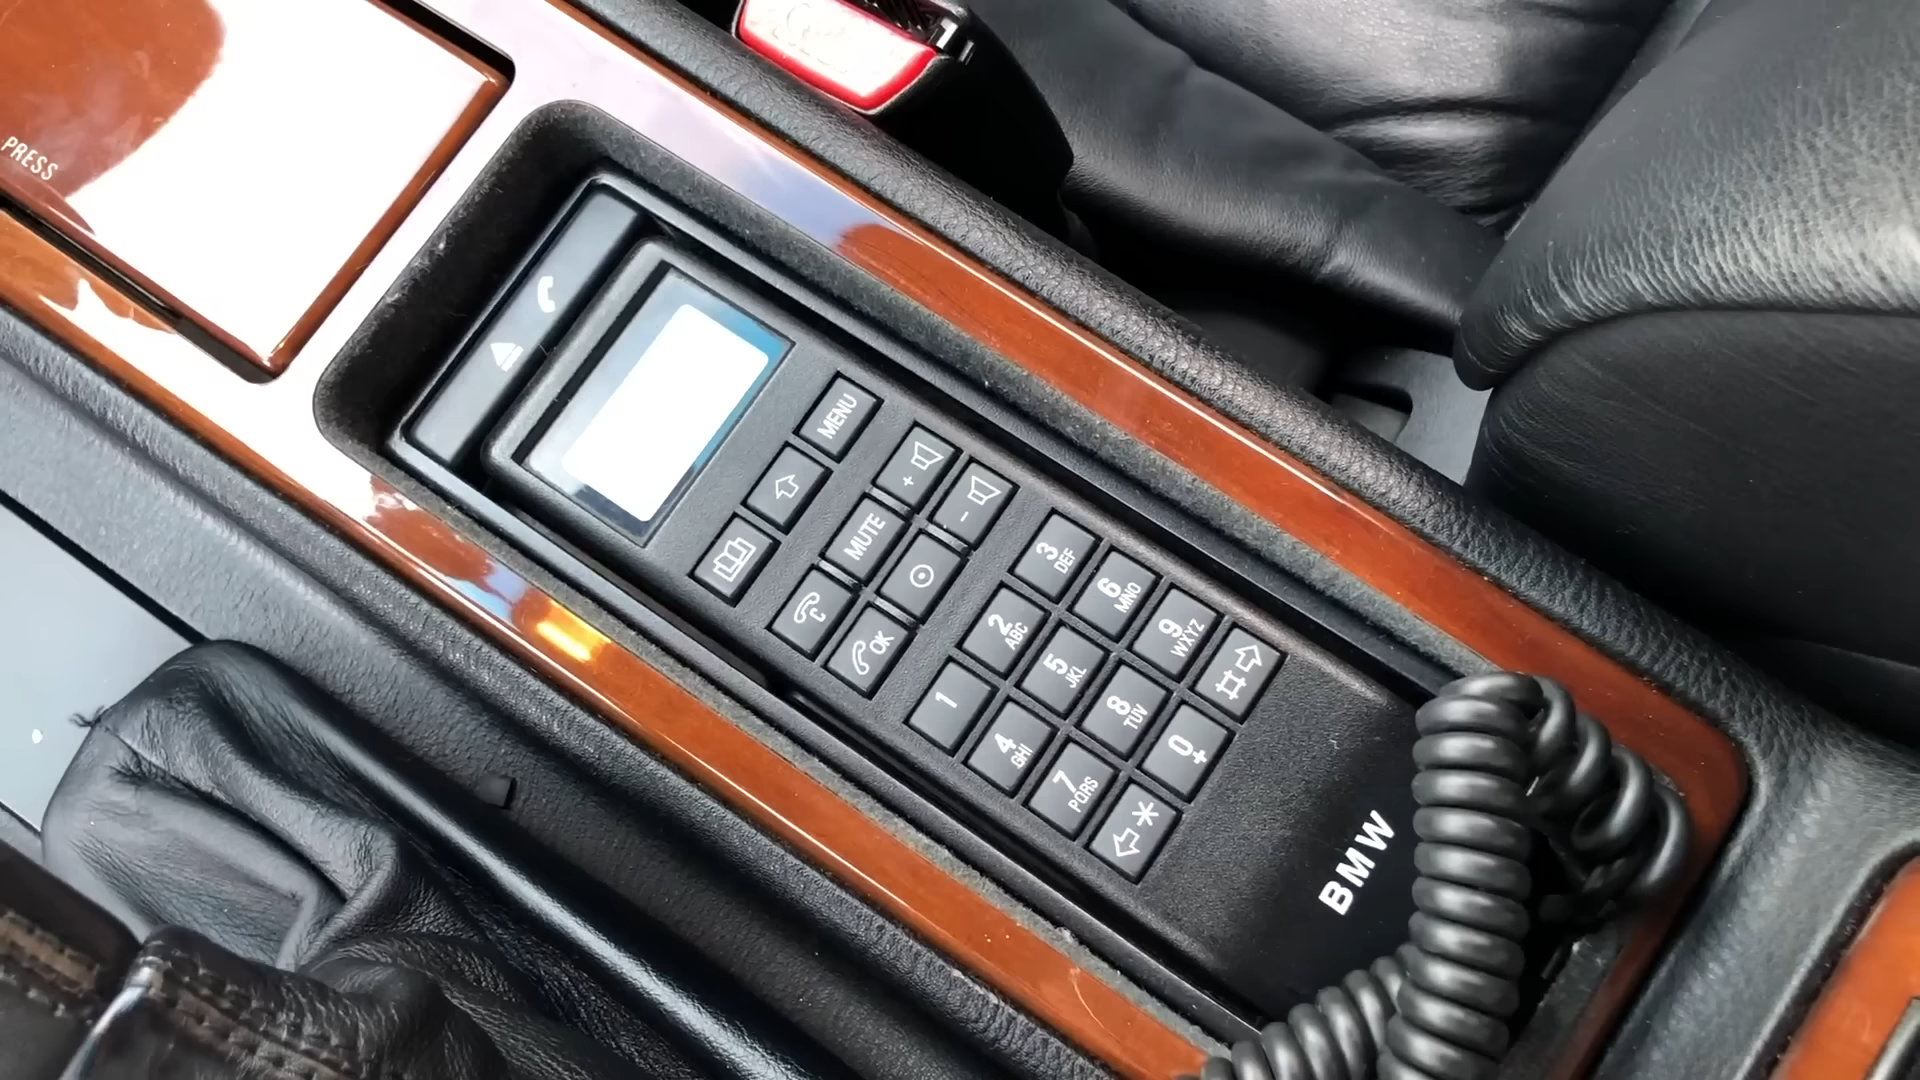 PRESS
MENU
+
-
MUTE
OK
1
2 ABC
3 DEF
4 GHI
5 JKL
6 MNO
7 PQRS
8 TUV
9 WXYZ
*
0 +
#
BMW